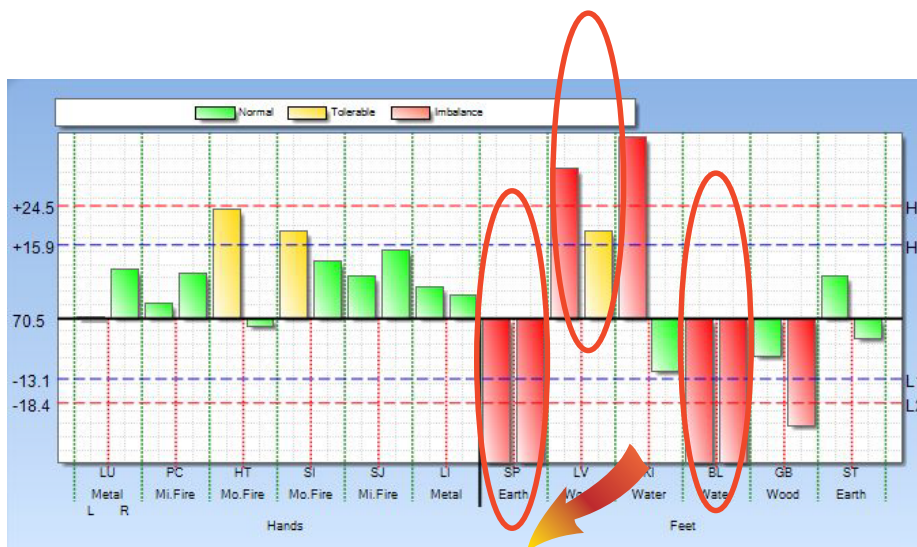 Normal Tolerable Imbalance
+24.5 H
+15.9 H
70.5
-13.1 L
-18.4 L
LU PC HT SI SJ LI SP LV KI BL GB ST
Metal Mi.Fire Mo.Fire Mo.Fire Mi.Fire Metal Earth Water Water Wood Earth
L R
Hands Feet